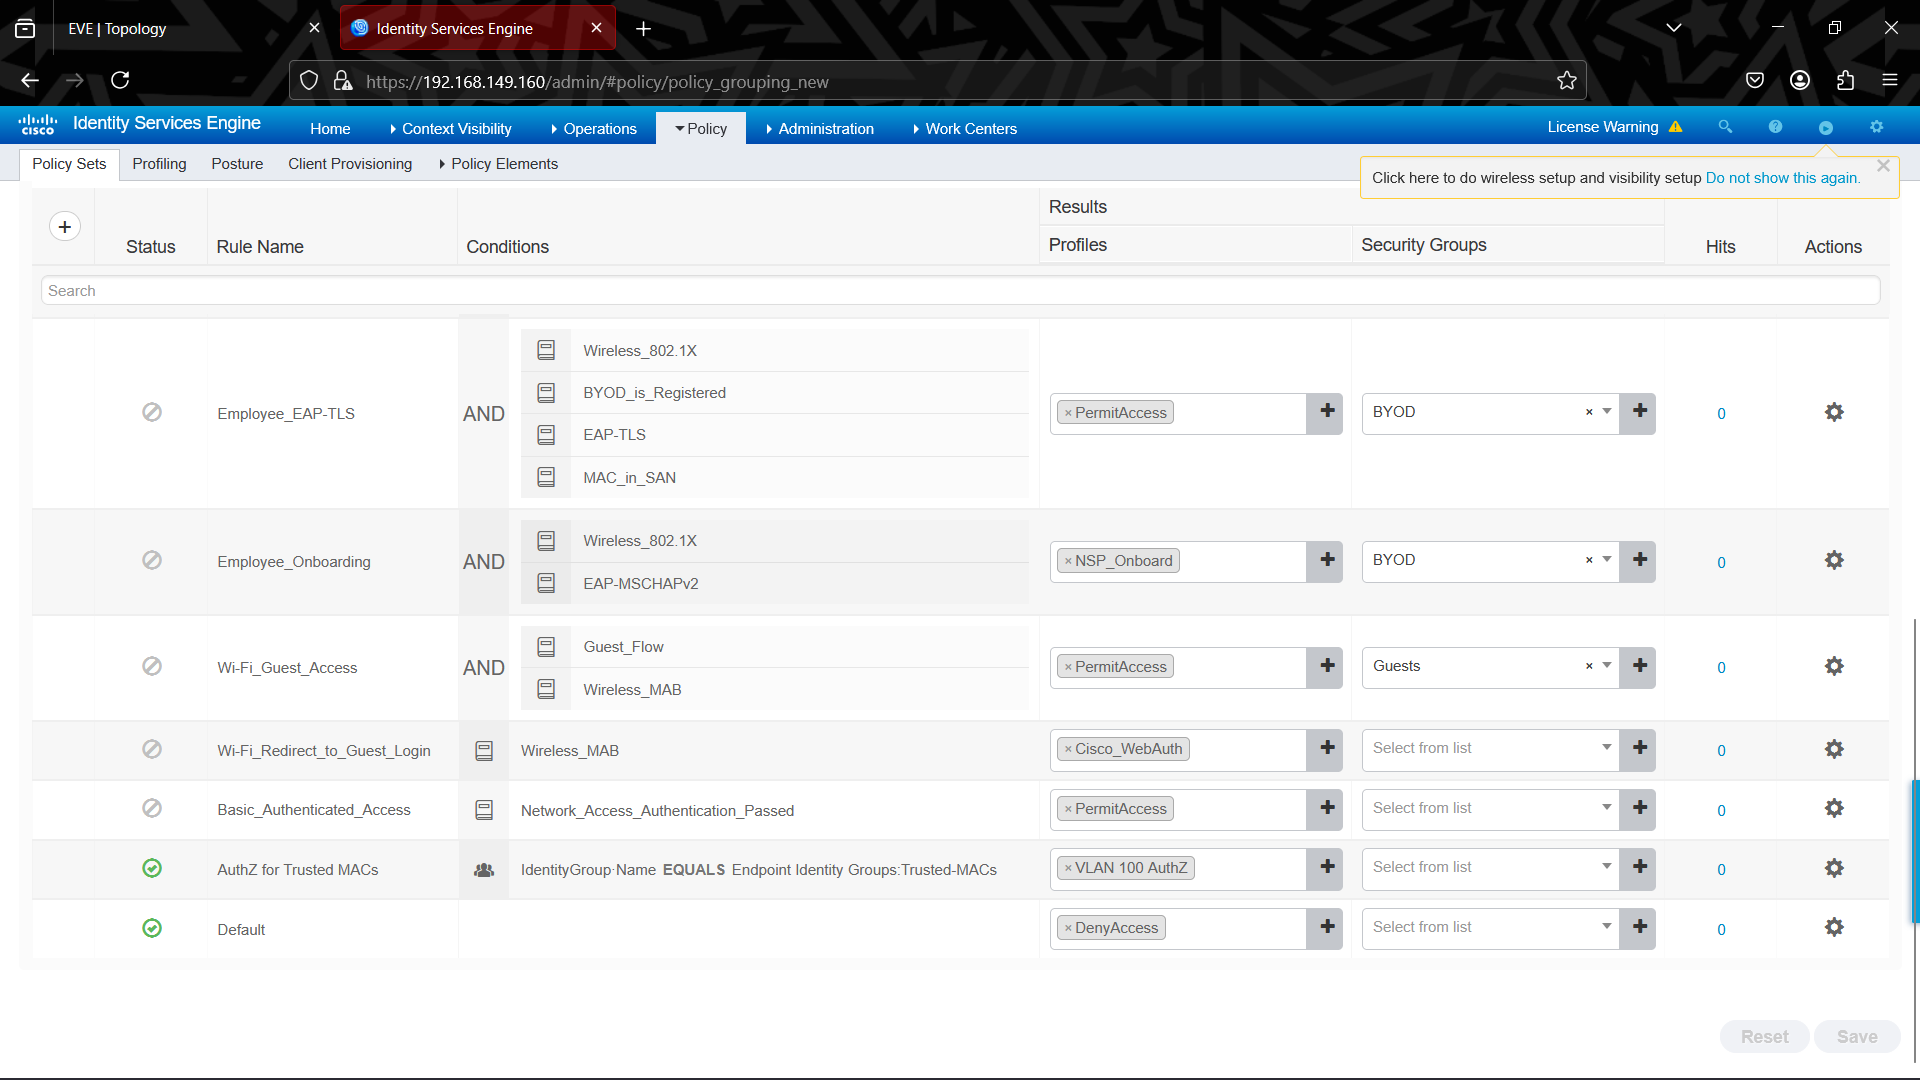 EVE | Topology
Identity Services Engine
https://192.168.149.160/admin/#policy/policy_grouping_new
cisco Identity Services Engine
Home Context Visibility Operations Policy Administration Work Centers License Warning
Policy Sets Profiling Posture Client Provisioning Policy Elements
Click here to do wireless setup and visibility setup Do not show this again.
Results
Status Rule Name Conditions Profiles Security Groups Hits Actions
Search
Employee_EAP-TLS AND Wireless_802.1X
BYOD_is_Registered
EAP-TLS
MAC_in_SAN
× PermitAccess BYOD × 0
Employee_Onboarding AND Wireless_802.1X
EAP-MSCHAPv2
× NSP_Onboard BYOD × 0
Wi-Fi_Guest_Access AND Guest_Flow
Wireless_MAB
× PermitAccess Guests × 0
Wi-Fi_Redirect_to_Guest_Login Wireless_MAB × Cisco_WebAuth Select from list 0
Basic_Authenticated_Access Network_Access_Authentication_Passed × PermitAccess Select from list 0
AuthZ for Trusted MACs IdentityGroup·Name EQUALS Endpoint Identity Groups:Trusted-MACs × VLAN 100 AuthZ Select from list 0
Default × DenyAccess Select from list 0
Reset Save